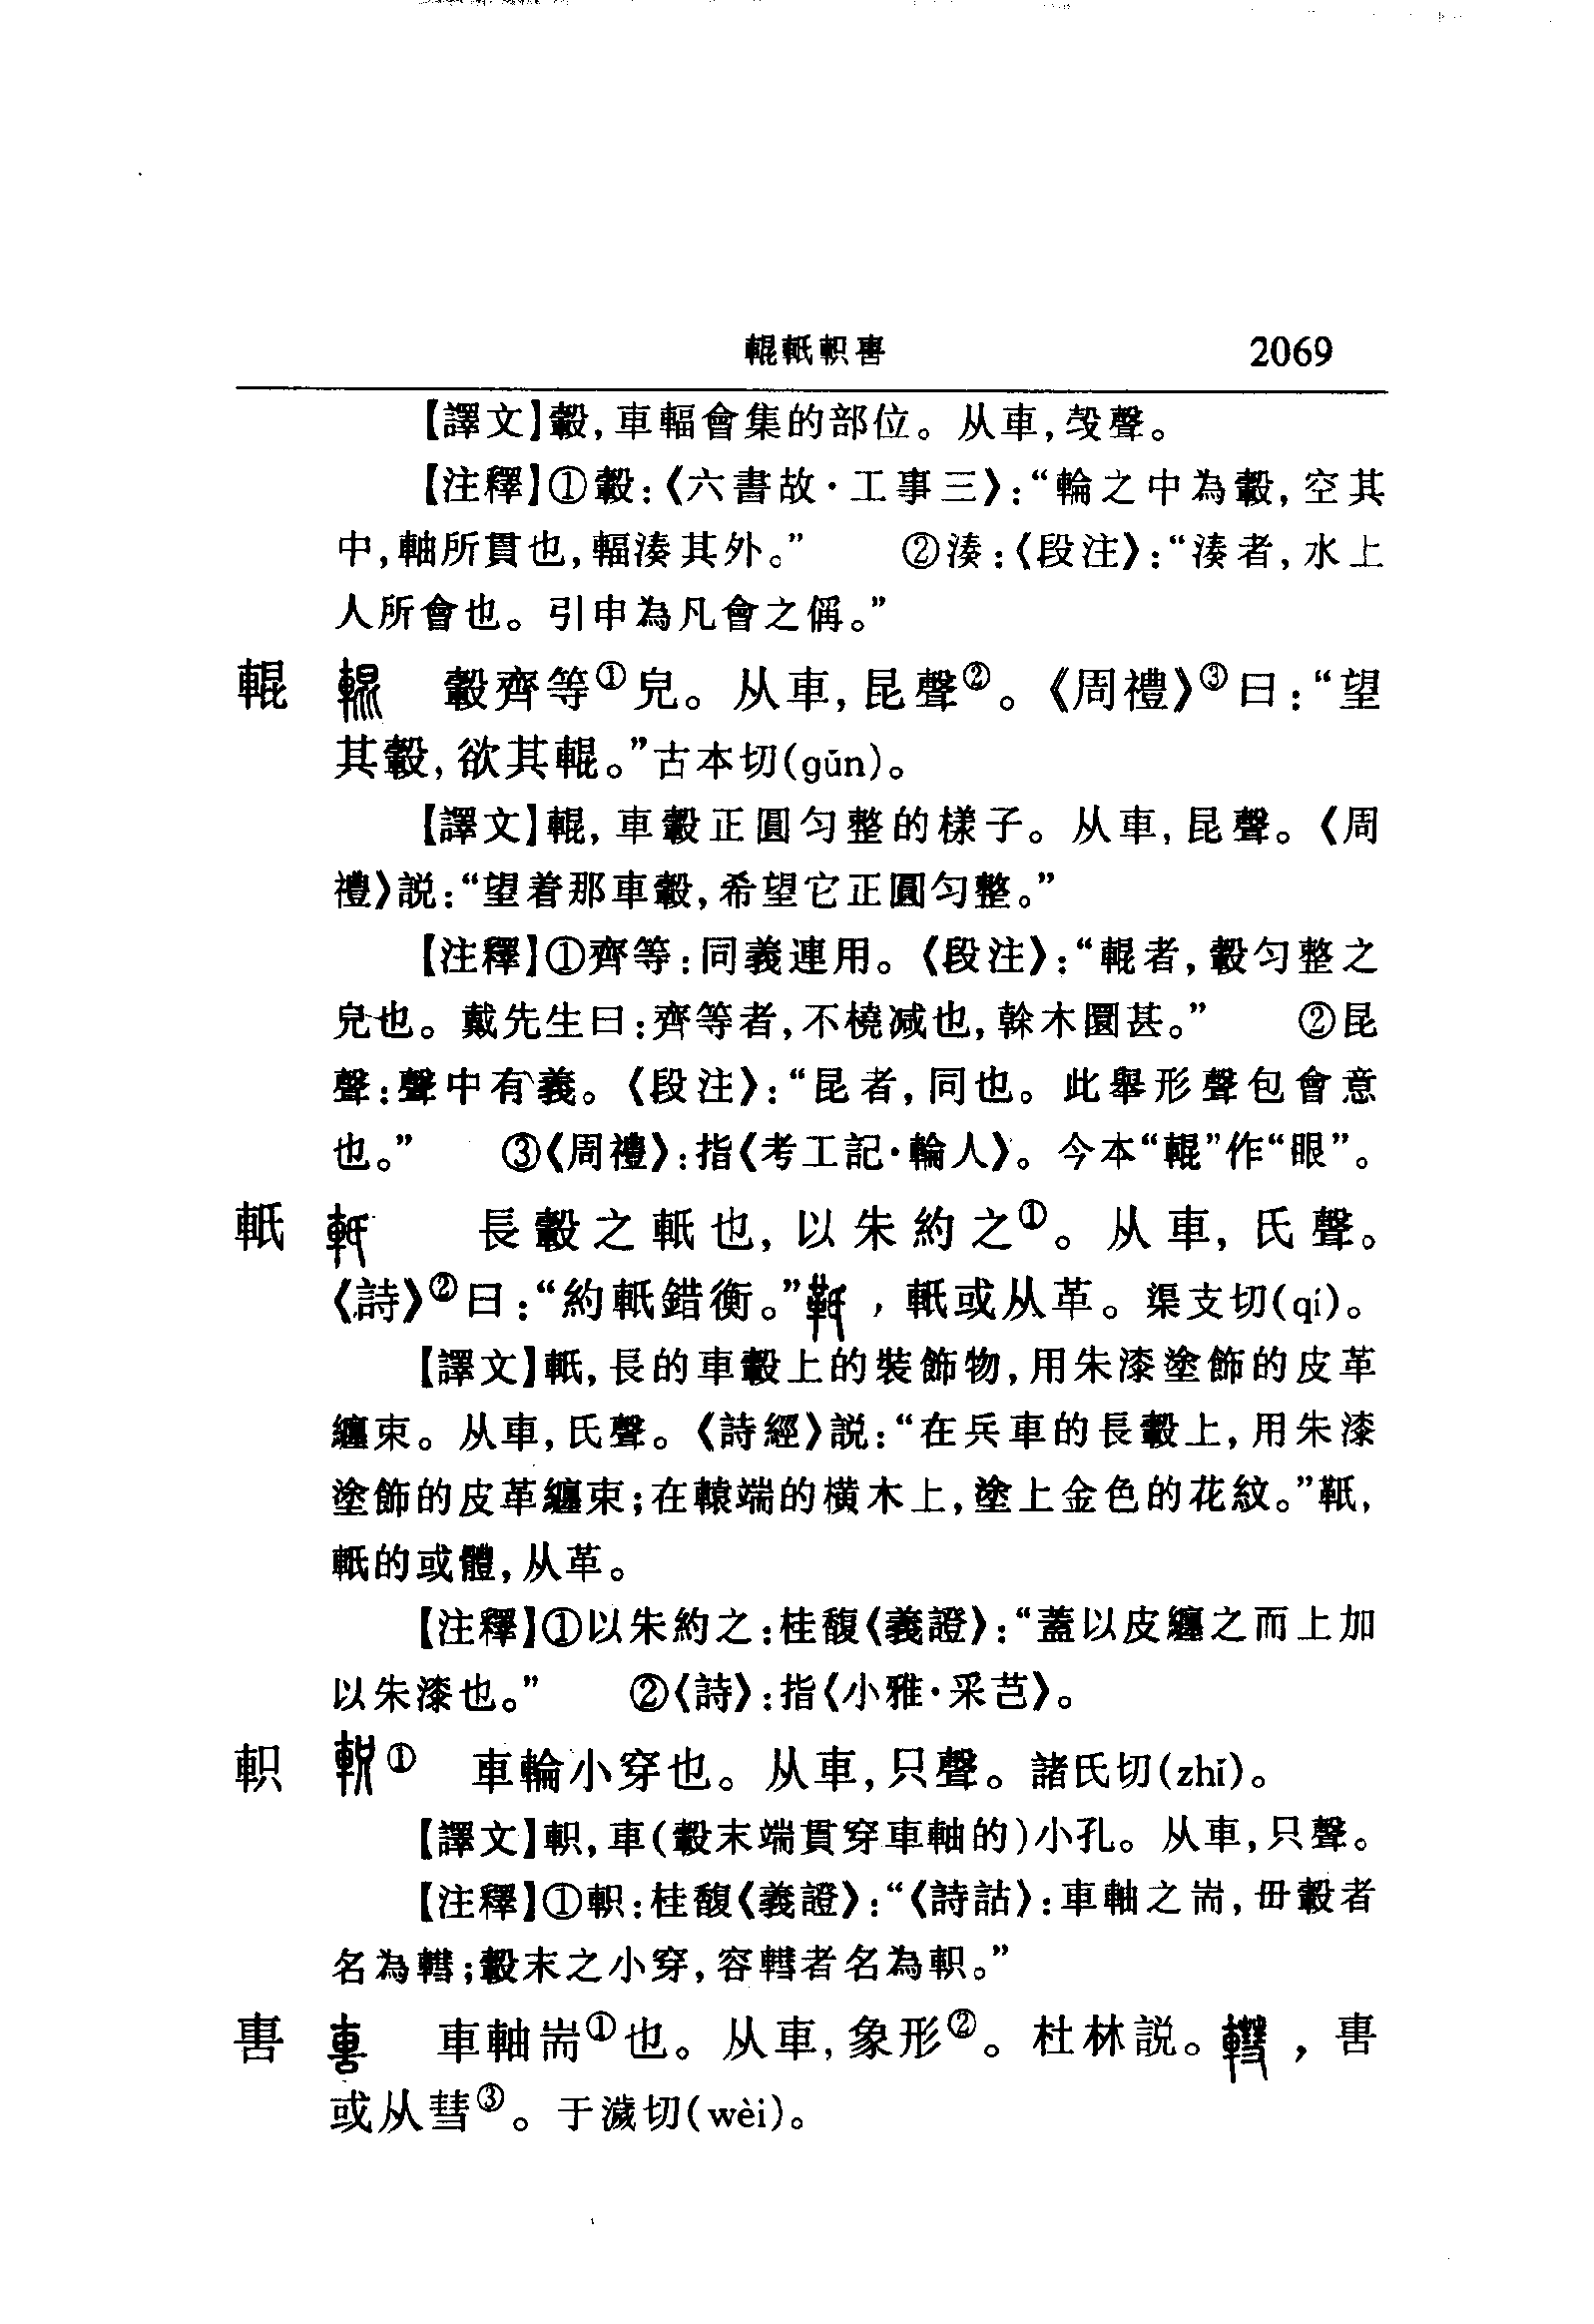 輥軝軹軎 2069
【譯文】轂,車輻會集的部位。从車,𣪊聲。
【注釋】①轂:《六書故·工事三》:“輪之中為轂,空其
中,軸所貫也,輻湊其外。” ②湊:《段注》:“湊者,水上
人所會也。引申為凡會之偁。”
輥 轂齊等①皃。从車,昆聲②。《周禮》③曰:“望
其轂,欲其輥。”古本切(gǔn)。
【譯文】輥,車轂正圓匀整的樣子。从車,昆聲。《周
禮》説:“望着那車轂,希望它正圓匀整。”
【注釋】①齊等:同義連用。《段注》:“輥者,轂匀整之
皃也。戴先生曰:齊等者,不橈減也,榦木圜甚。” ②昆
聲:聲中有義。《段注》:“昆者,同也。此舉形聲包會意
也。” ③《周禮》:指《考工記·輪人》。今本“輥”作“眼”。
軝 長轂之軝也,以朱約之①。从車,氏聲。
《詩》②曰:“約軝錯衡。”𩉬,軝或从革。渠支切(qí)。
【譯文】軝,長的車轂上的裝飾物,用朱漆塗飾的皮革
纏束。从車,氏聲。《詩經》説:“在兵車的長轂上,用朱漆
塗飾的皮革纏束;在轅端的橫木上,塗上金色的花紋。”𩉬,
軝的或體,从革。
【注釋】①以朱約之:桂馥《義證》:“蓋以皮纏之而上加
以朱漆也。” ②《詩》:指《小雅·采芑》。
軹 ① 車輪小穿也。从車,只聲。諸氏切(zhǐ)。
【譯文】軹,車(轂末端貫穿車軸的)小孔。从車,只聲。
【注釋】①軹:桂馥《義證》:“《詩詁》:車軸之耑,毌轂者
名為轊;轂末之小穿,容轊者名為軹。”
軎 車軸耑①也。从車,象形②。杜林説。轊,軎
或从彗③。于濊切(wèi)。